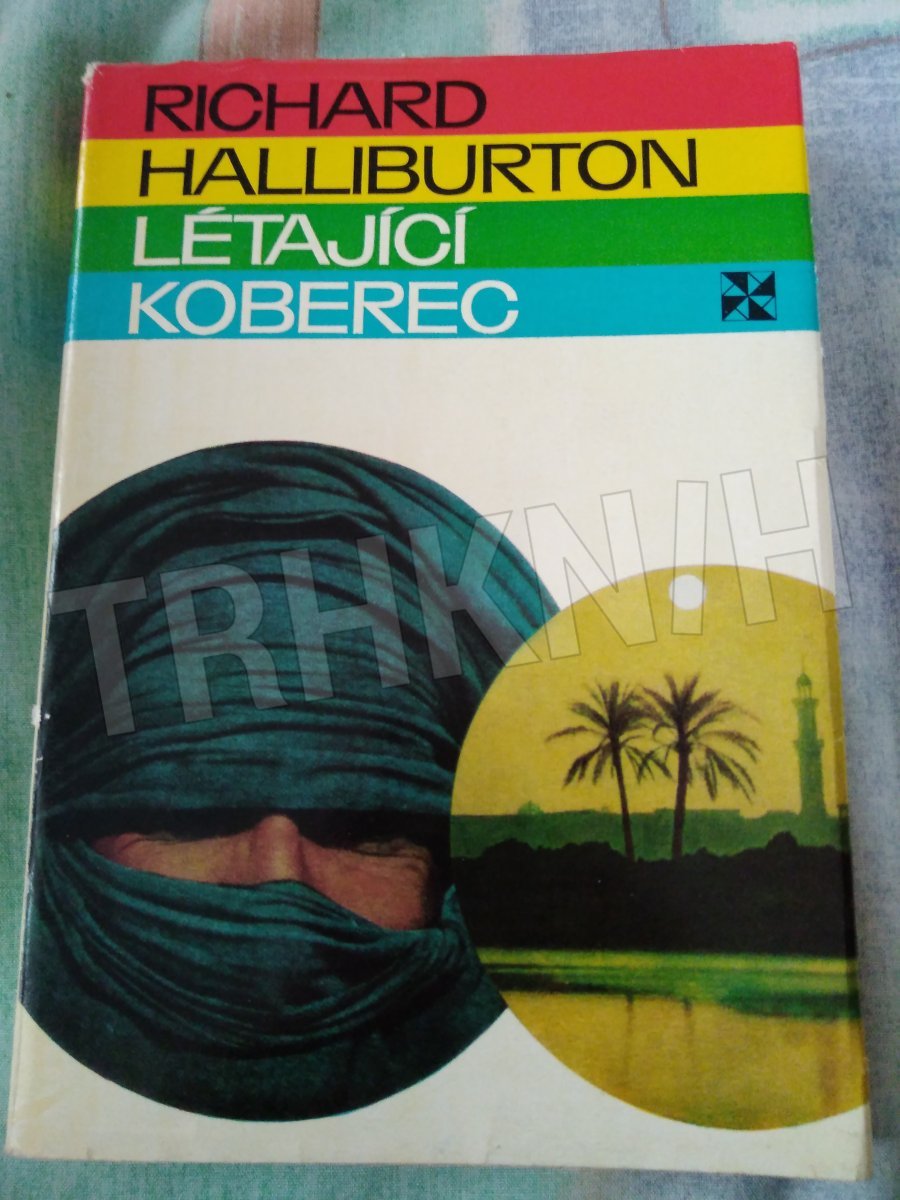 RICHARD
HALLIBURTON
LÉTAJÍCÍ
KOBEREC
TRHKNIH